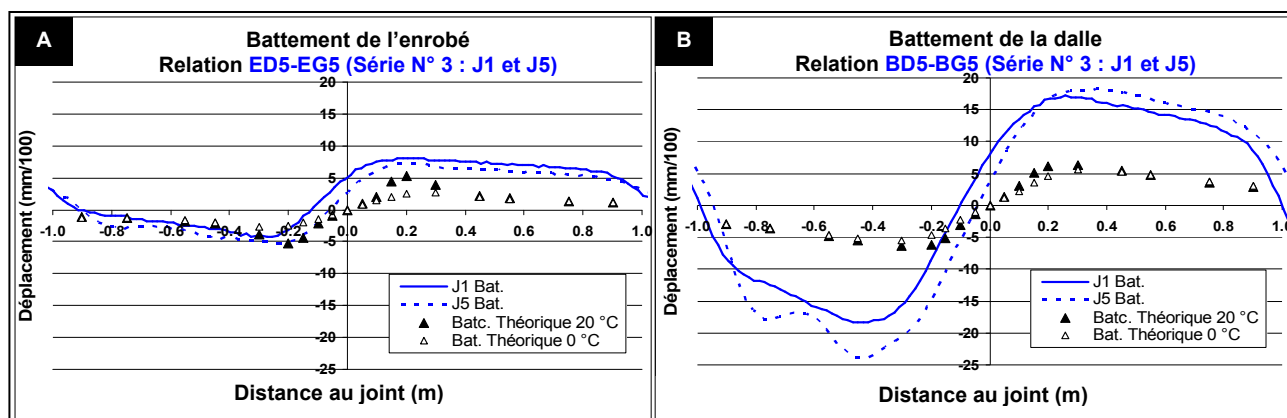 A
Battement de l'enrobé
Relation ED5-EG5 (Série N° 3 : J1 et J5)
Déplacement (mm/100)
20
15
10
5
0
-5
-10
-15
-20
-25
-1.0 -0.8 -0.6 -0.4 -0.2 0.0 0.2 0.4 0.6 0.8 1.0
J1 Bat.
J5 Bat.
Batc. Théorique 20 °C
Bat. Théorique 0 °C
Distance au joint (m)
B
Battement de la dalle
Relation BD5-BG5 (Série N° 3 : J1 et J5)
Déplacement (mm/100)
20
15
10
5
0
-5
-10
-15
-20
-25
-1.0 -0.8 -0.6 -0.4 -0.2 0.0 0.2 0.4 0.6 0.8 1.0
J1 Bat.
J5 Bat.
Batc. Théorique 20 °C
Bat. Théorique 0 °C
Distance au joint (m)